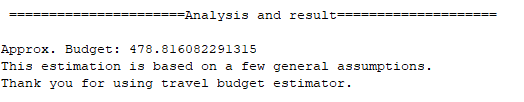 ======================Analysis and result====================
Approx. Budget: 478.816082291315
This estimation is based on a few general assumptions.
Thank you for using travel budget estimator.